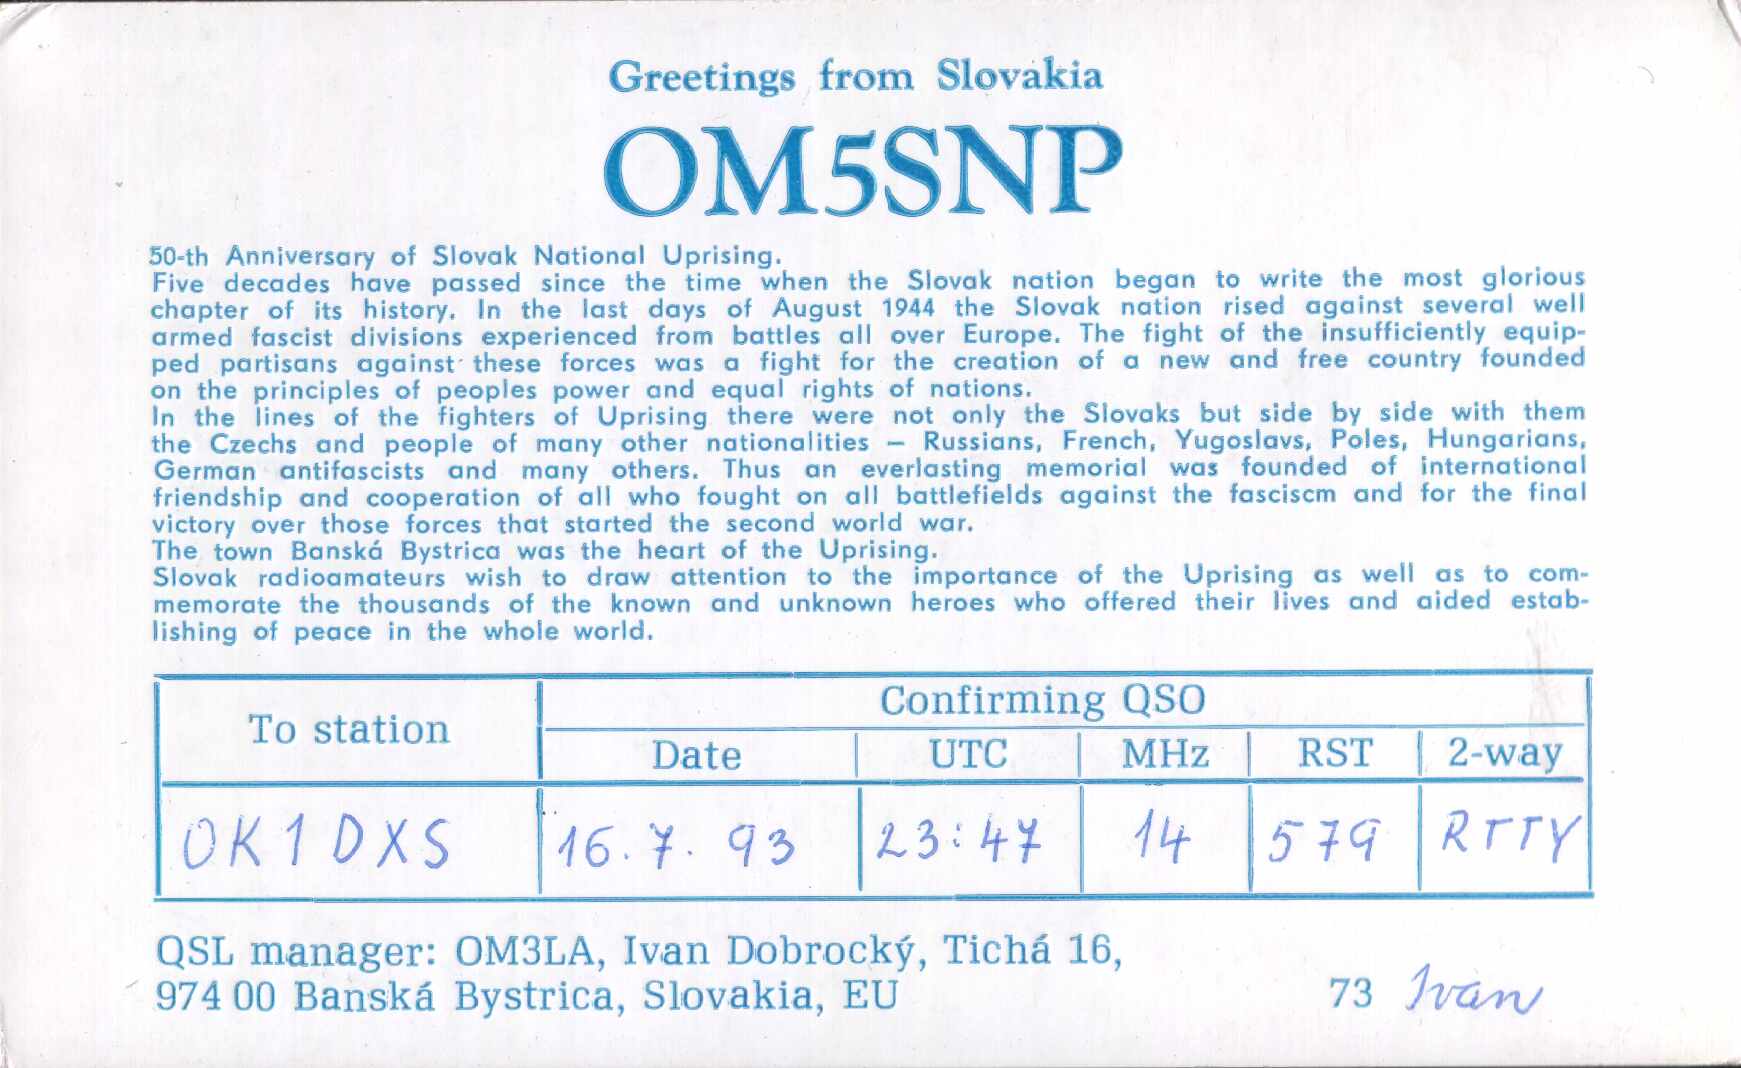 Greetings from Slovakia
OM5SNP
50-th Anniversary of Slovak National Uprising.
Five decades have passed since the time when the Slovak nation began to write the most glorious
chapter of its history. In the last days of August 1944 the Slovak nation rised against several well
armed fascist divisions experienced from battles all over Europe. The fight of the insufficiently equip-
ped partisans against these forces was a fight for the creation of a new and free country founded
on the principles of peoples power and equal rights of nations.
In the lines of the fighters of Uprising there were not only the Slovaks but side by side with them
the Czechs and people of many other nationalities — Russians, French, Yugoslavs, Poles, Hungarians,
German antifascists and many others. Thus an everlasting memorial was founded of international
friendship and cooperation of all who fought on all battlefields against the fasciscm and for the final
victory over those forces that started the second world war.
The town Banská Bystrica was the heart of the Uprising.
Slovak radioamateurs wish to draw attention to the importance of the Uprising as well as to com-
memorate the thousands of the known and unknown heroes who offered their lives and aided estab-
lishing of peace in the whole world.
To station
Confirming QSO
Date UTC MHz RST 2-way
OK1DXS 16.7.93 23:47 14 579 RTTY
QSL manager: OM3LA, Ivan Dobrocký, Tichá 16,
974 00 Banská Bystrica, Slovakia, EU
73 Ivan